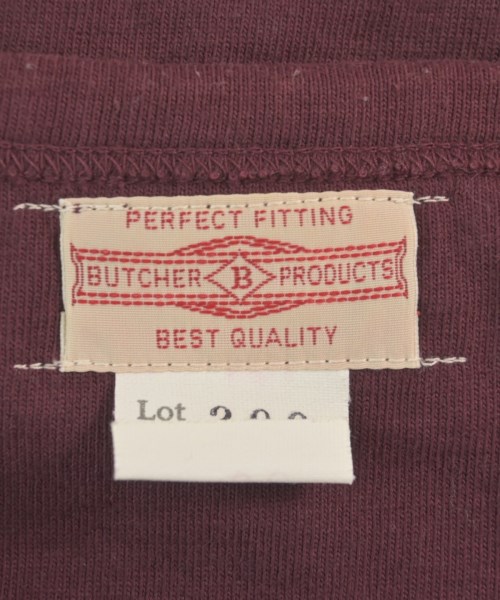 PERFECT FITTING
BUTCHER B PRODUCTS
BEST QUALITY
Lot